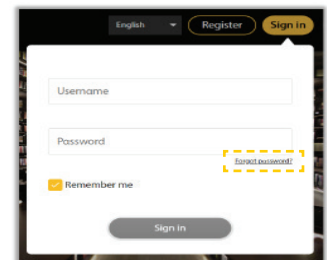 English Register Sign in
Username
Password
Forgot password?
Remember me
Sign in